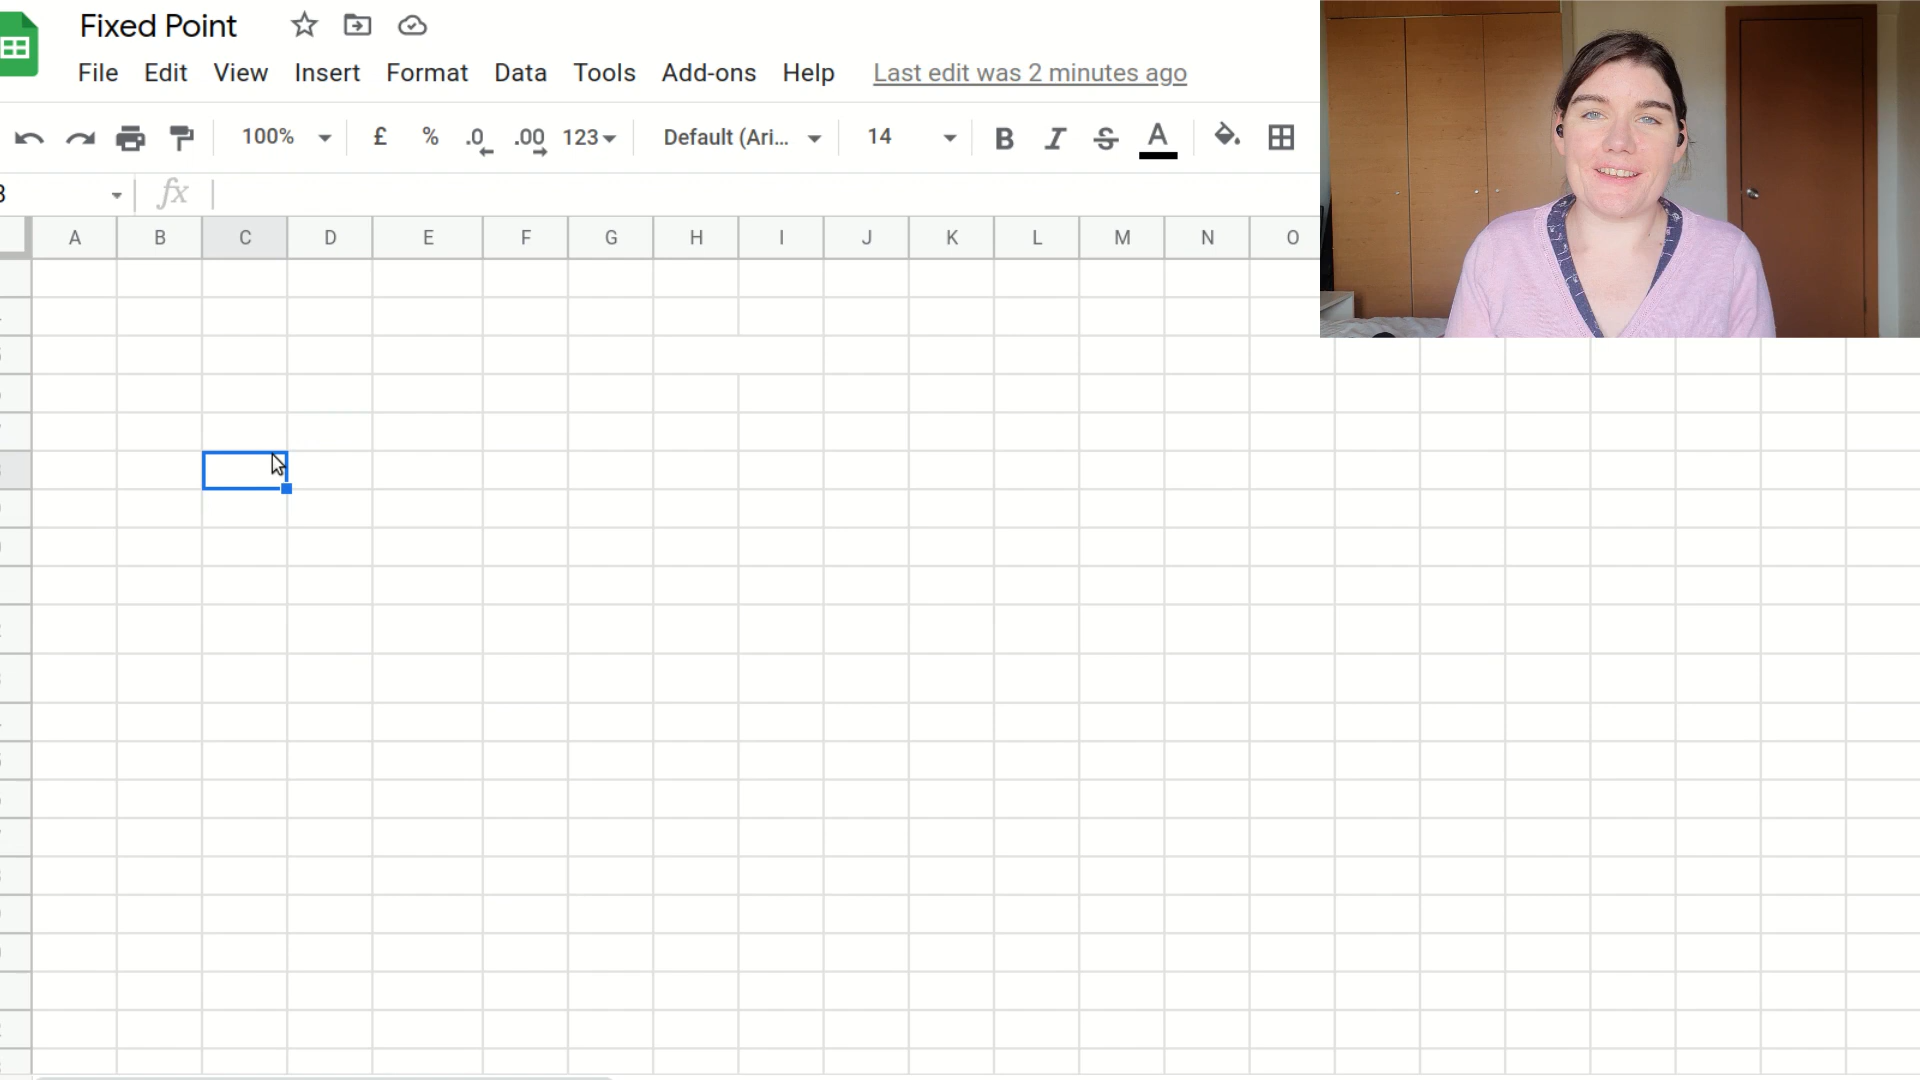 Fixed Point
File Edit View Insert Format Data Tools Add-ons Help Last edit was 2 minutes ago
100% £ % .0 .00 123 Default (Ari... 14 B I S A
fx
A B C D E F G H I J K L M N O